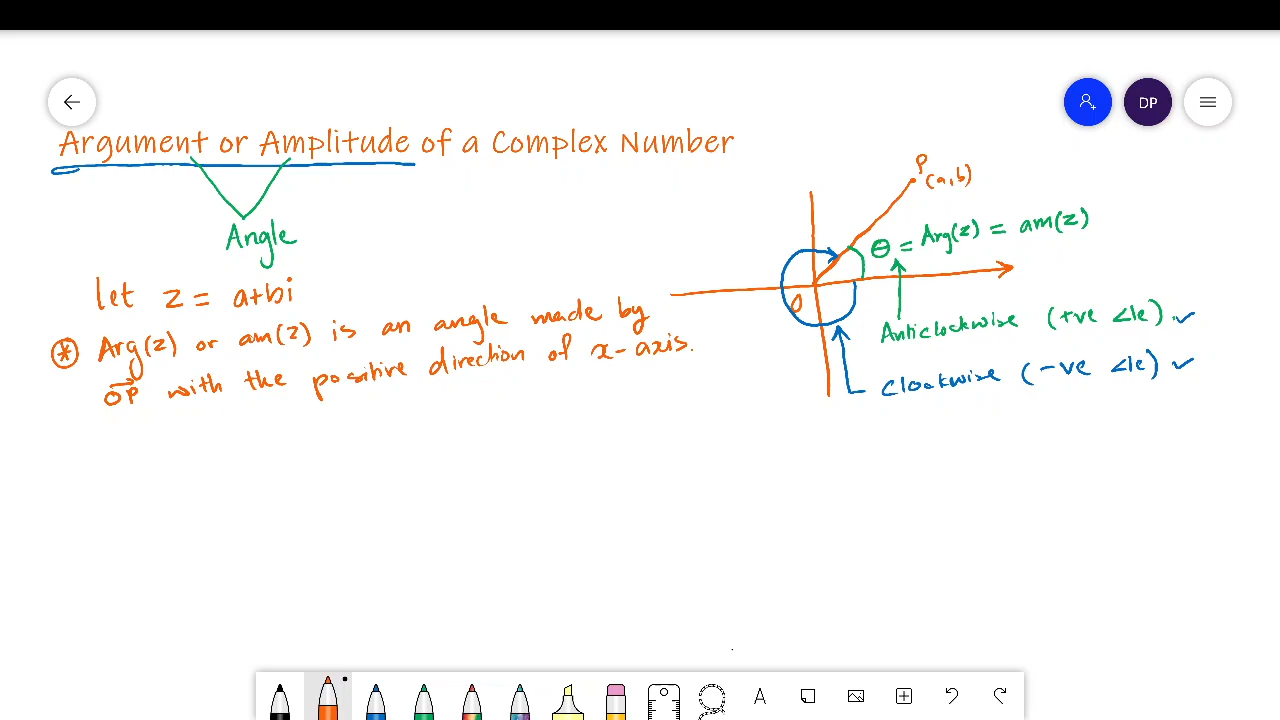 DP
Argument or Amplitude of a Complex Number
Angle
let z = a+bi
* Arg(z) or am(z) is an angle made by
OP with the positive direction of x-axis.
P
(a,b)
θ = Arg(z) = am(z)
O
Anticlockwise (+ve <le)
Clockwise (-ve <le)
A